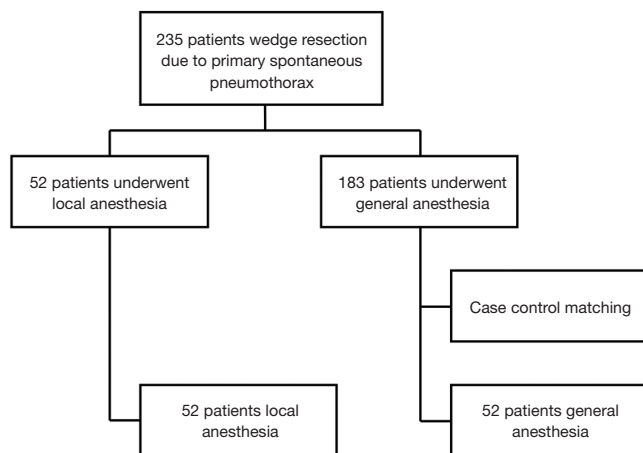 235 patients wedge resection
due to primary spontaneous
pneumothorax
52 patients underwent
local anesthesia
183 patients underwent
general anesthesia
Case control matching
52 patients local
anesthesia
52 patients general
anesthesia